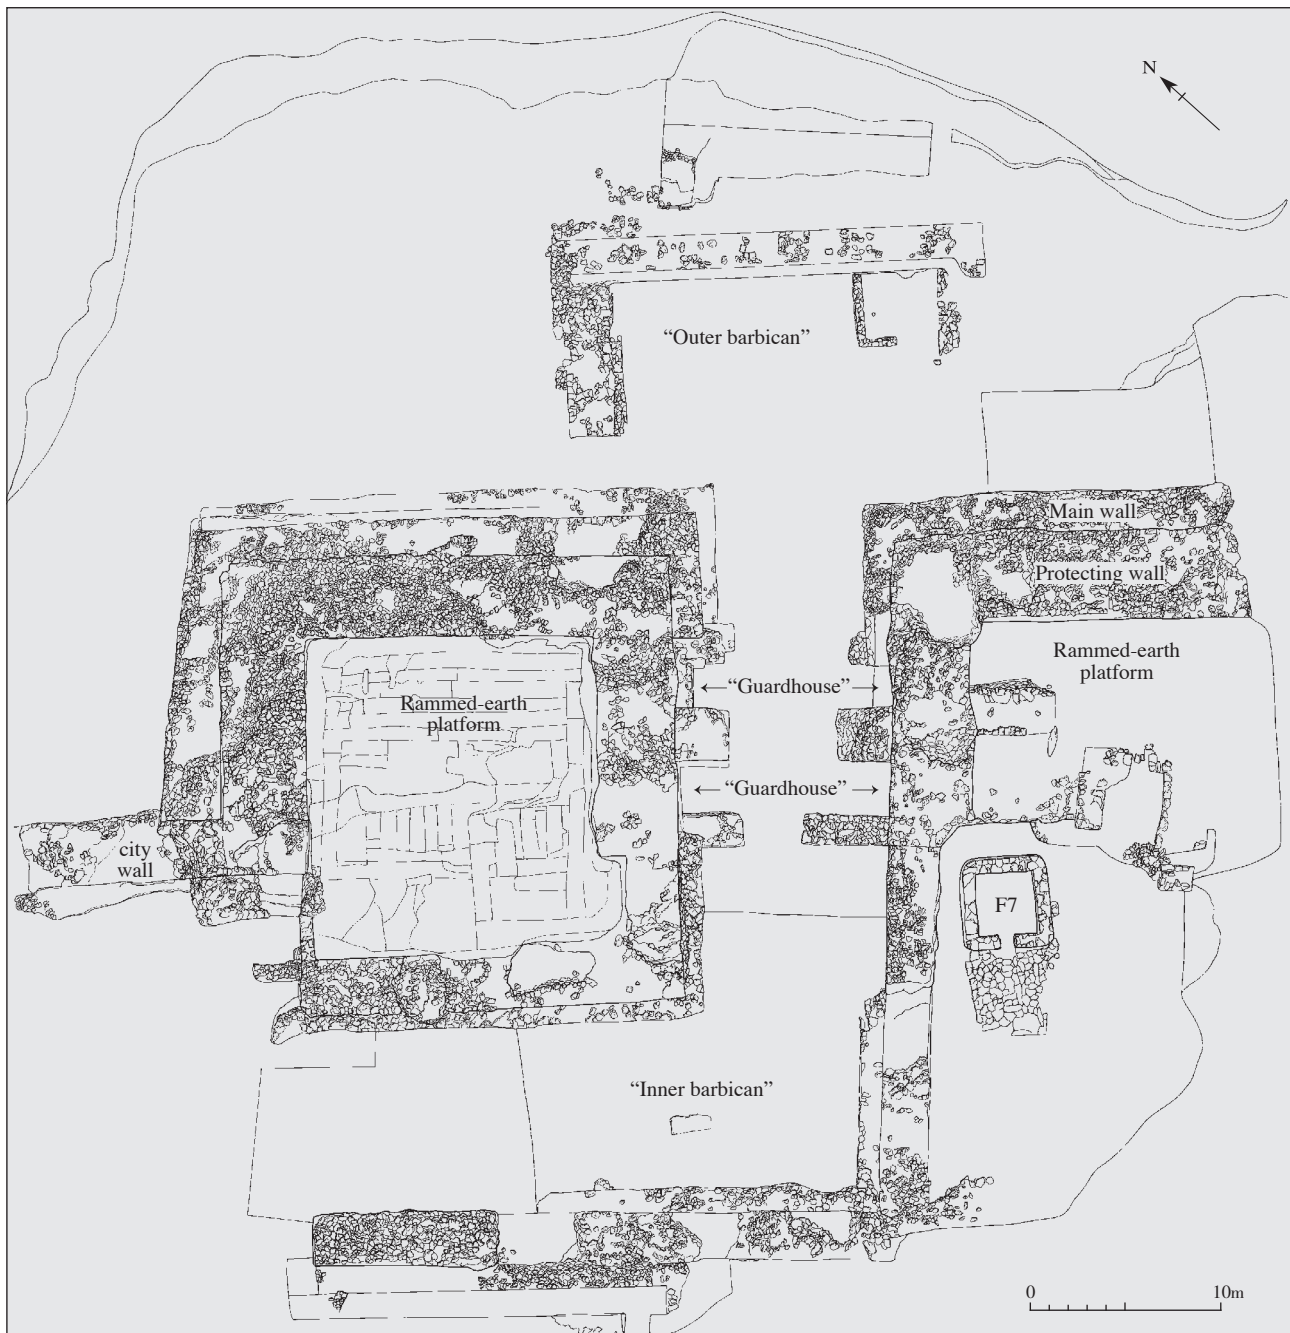 N
“Outer barbican”
Main wall
Protecting wall
Rammed-earth
platform
Rammed-earth
platform
←“Guardhouse” →
←“Guardhouse” →
city
wall
F7
“Inner barbican”
0 10m